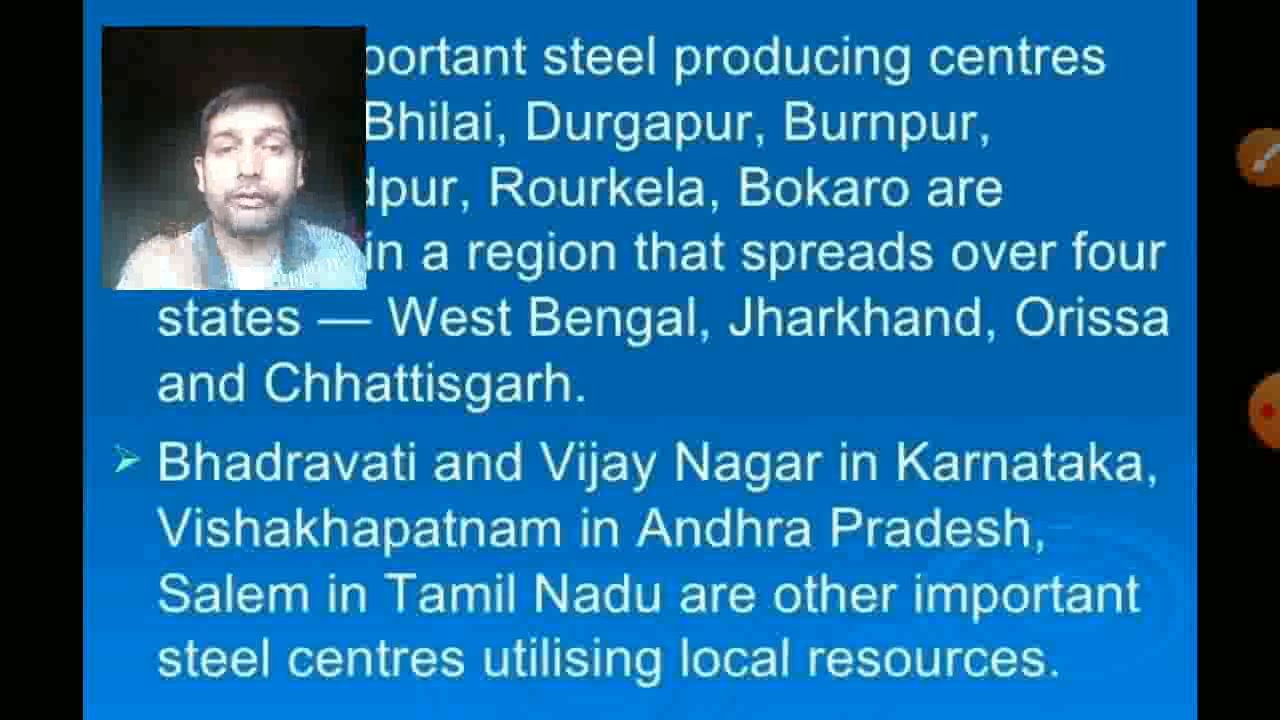 portant steel producing centres
Bhilai, Durgapur, Burnpur,
dpur, Rourkela, Bokaro are
in a region that spreads over four
states — West Bengal, Jharkhand, Orissa
and Chhattisgarh.
Bhadravati and Vijay Nagar in Karnataka,
Vishakhapatnam in Andhra Pradesh,
Salem in Tamil Nadu are other important
steel centres utilising local resources.